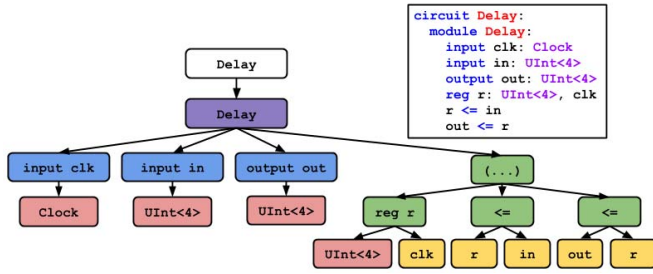 circuit Delay:
module Delay:
input clk: Clock
input in: UInt<4>
output out: UInt<4>
reg r: UInt<4>, clk
r <= in
out <= r
Delay
Delay
input clk input in output out (...)
Clock UInt<4> UInt<4> reg r <= <=
UInt<4> clk r in out r